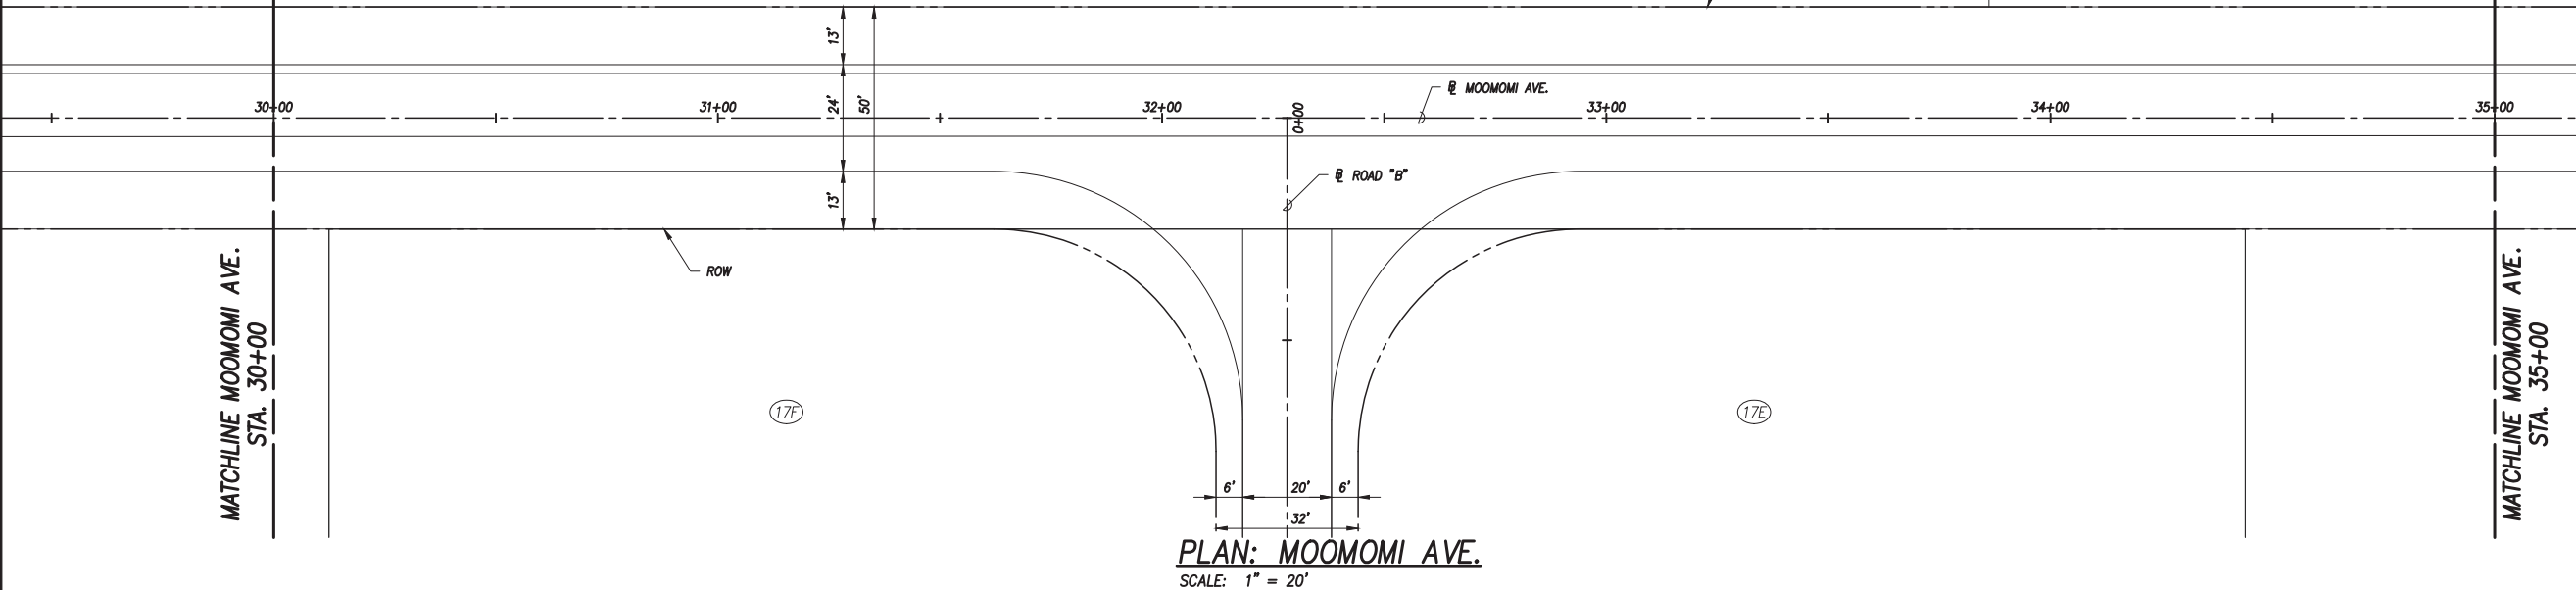 13'
24'
50'
13'
30+00
31+00
32+00
33+00
34+00
35+00
0+00
℄ MOOMOMI AVE.
℄ ROAD "B"
ROW
MATCHLINE MOOMOMI AVE.
STA. 30+00
17F
17E
MATCHLINE MOOMOMI AVE.
STA. 35+00
6'
20'
6'
32'
PLAN: MOOMOMI AVE.
SCALE: 1" = 20'